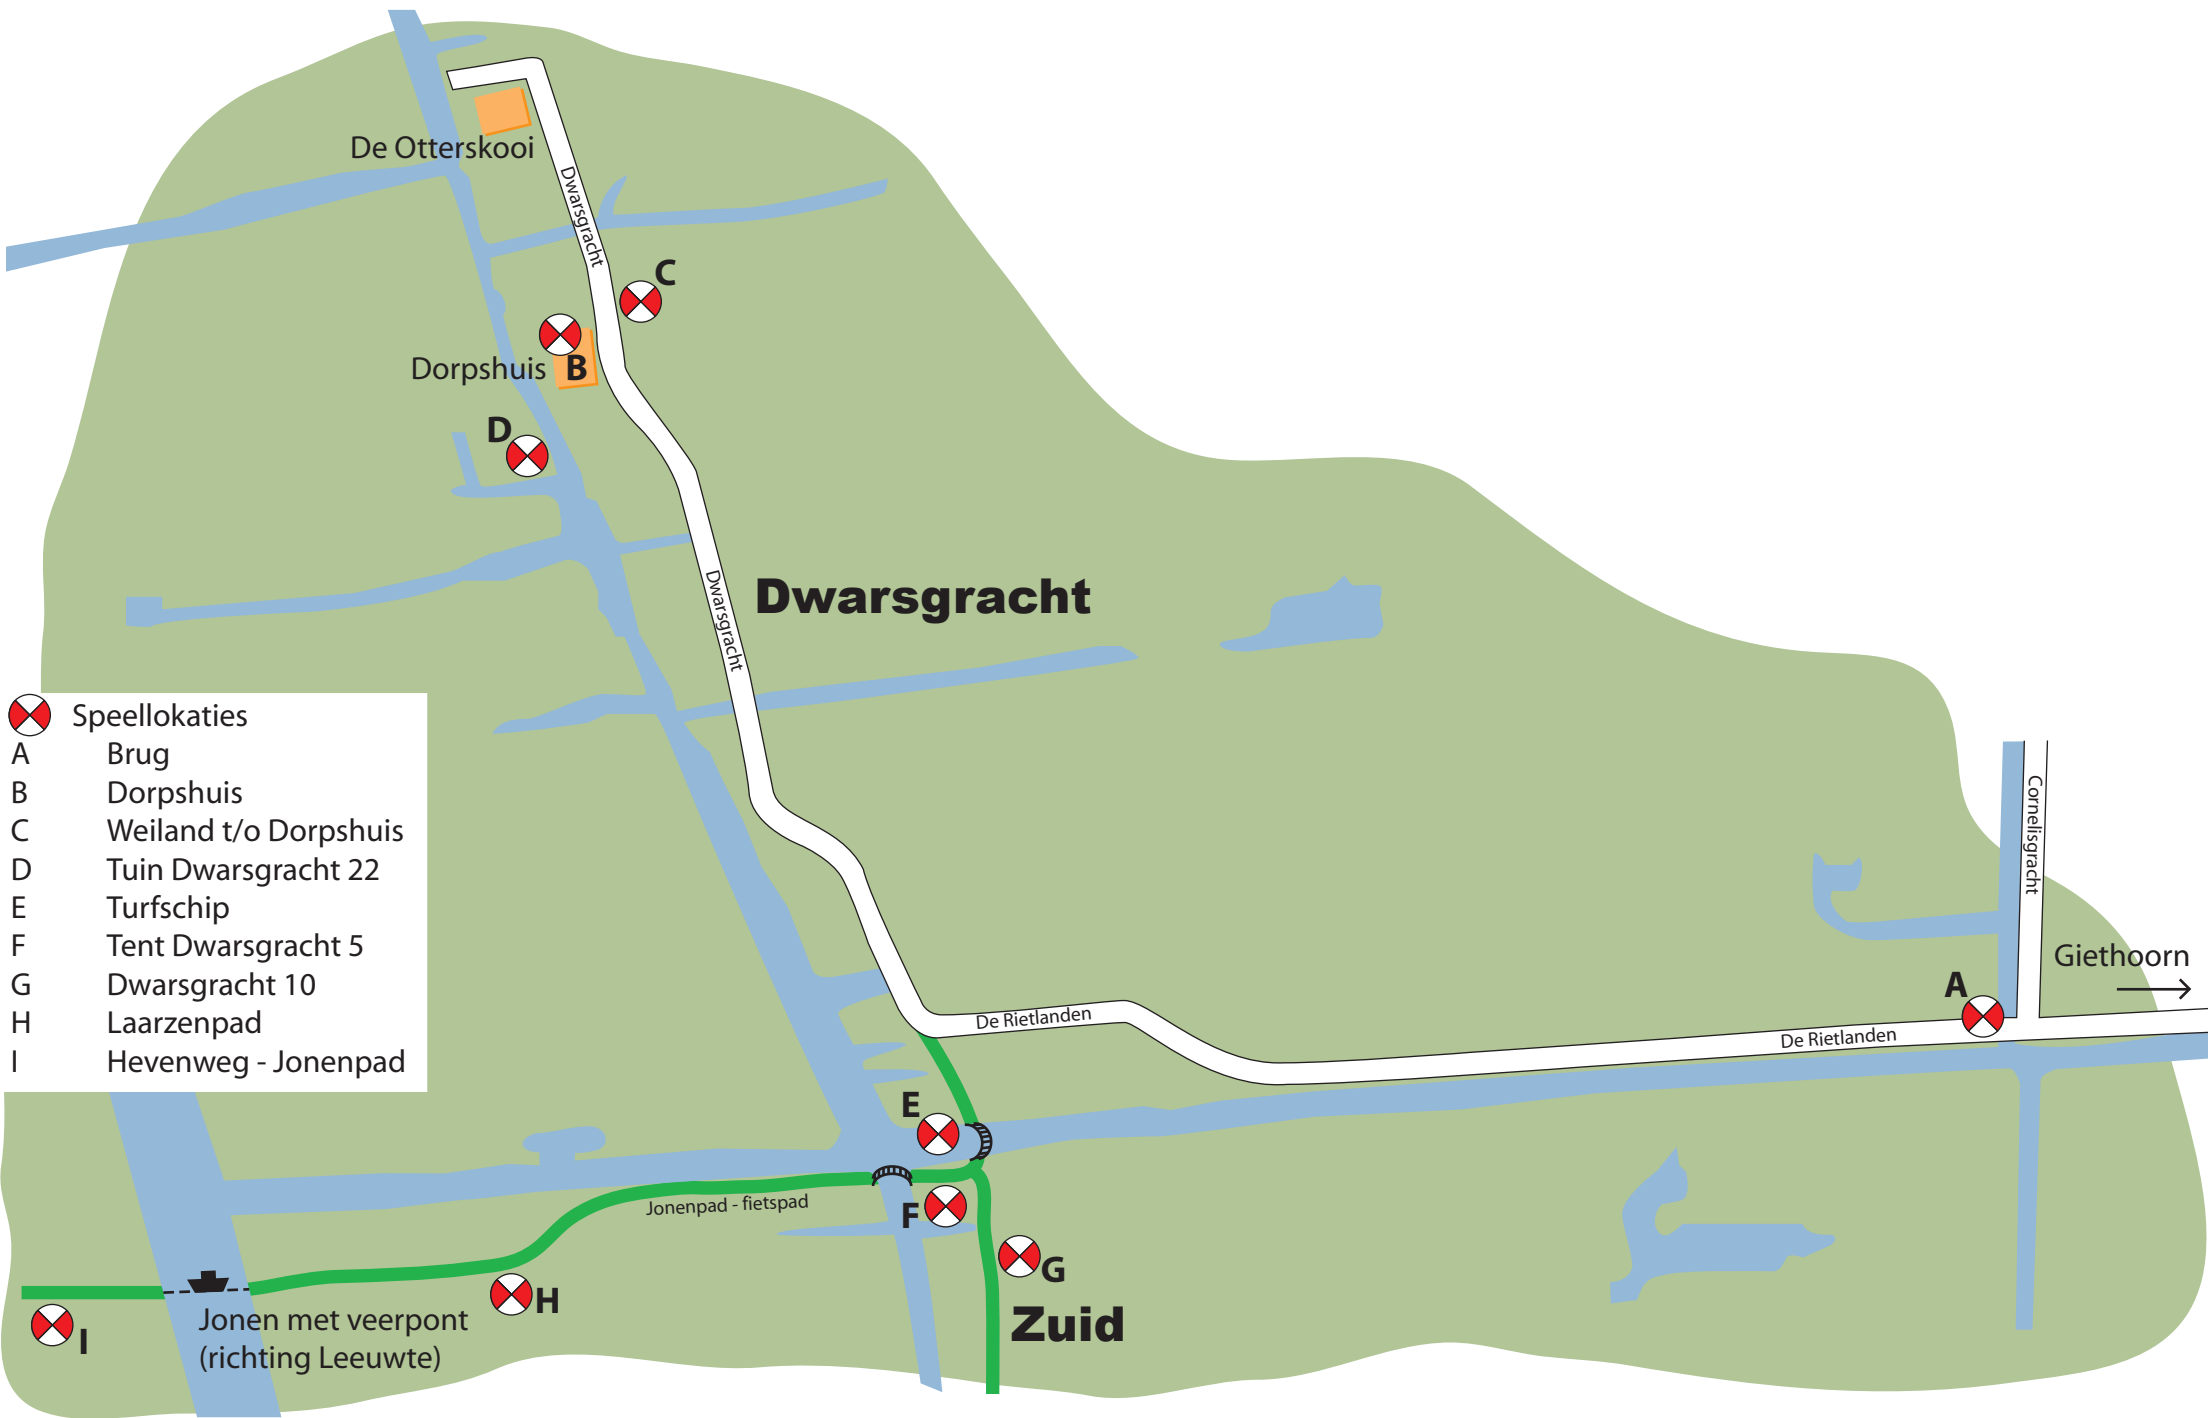 De Otterskooi
Dwarsgracht
C
Dorpshuis
B
D
Dwarsgracht
Dwarsgracht
Speellokaties
A Brug
B Dorpshuis
C Weiland t/o Dorpshuis
D Tuin Dwarsgracht 22
E Turfschip
F Tent Dwarsgracht 5
G Dwarsgracht 10
H Laarzenpad
I Hevenweg - Jonenpad
Cornelisgracht
Giethoorn
A
De Rietlanden
De Rietlanden
E
Jonenpad - fietspad
F
G
H
Zuid
I
Jonen met veerpont
(richting Leeuwte)